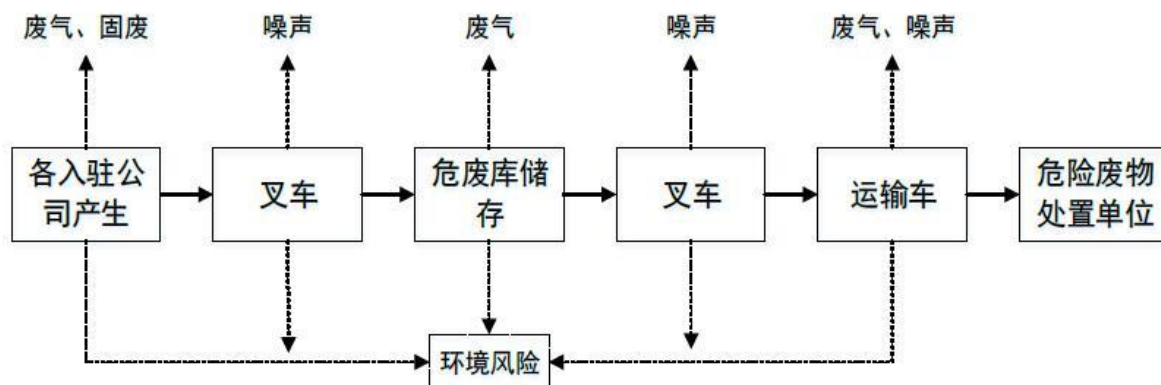 废气、固废
噪声
废气
噪声
废气、噪声
各入驻公
司产生
叉车
危废库储
存
叉车
运输车
危险废物
处置单位
环境风险